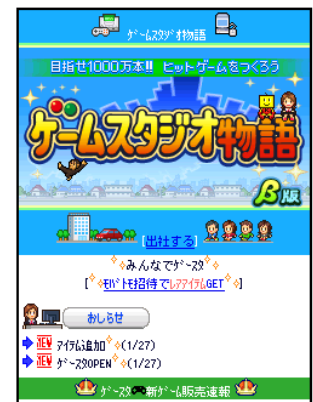 ｹﾞｰﾑｽﾀｼﾞｵ物語
目指せ1000万本!! ヒットゲームをつくろう
ゲームスタジオ物語
β版
[出社する]
みんなでｹﾞｰｽﾀ
[ﾓﾊﾞﾄﾓ招待でﾚｱｱｲﾃﾑGET]
おしらせ
NEW ｱｲﾃﾑ追加(1/27)
NEW ｹﾞｰｽﾀOPEN(1/27)
ｹﾞｰｽﾀ新ｹﾞｰﾑ販売速報